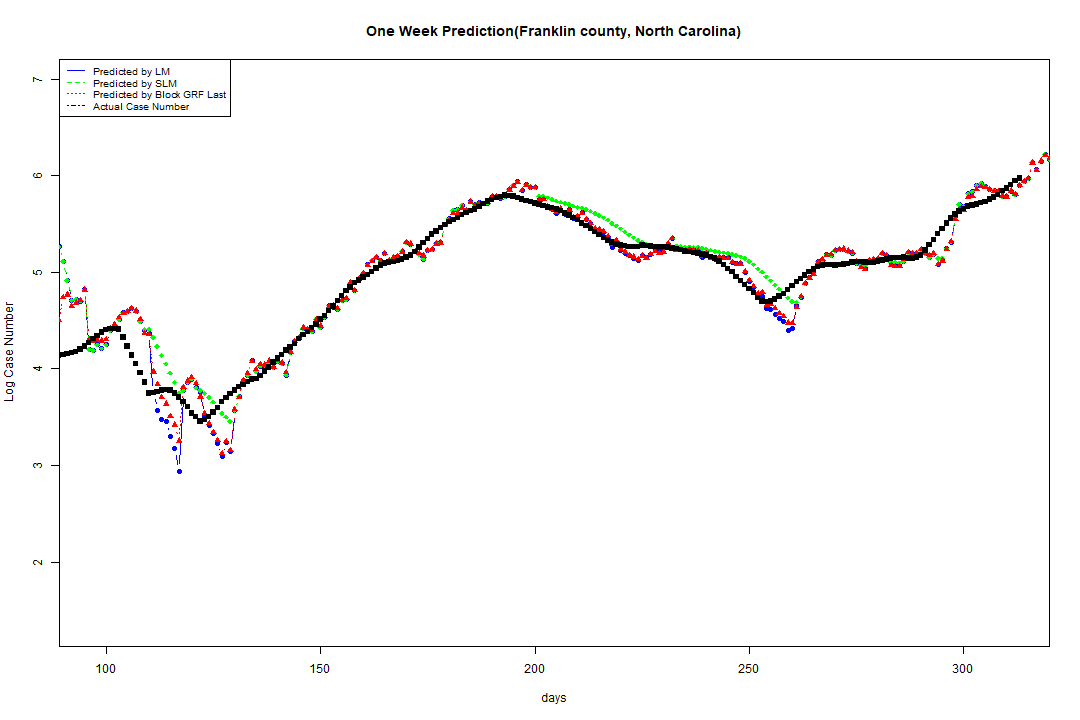 One Week Prediction(Franklin county, North Carolina)
Predicted by LM
Predicted by SLM
Predicted by Block GRF Last
Actual Case Number
7
6
5
4
3
2
Log Case Number
100 150 200 250 300
days